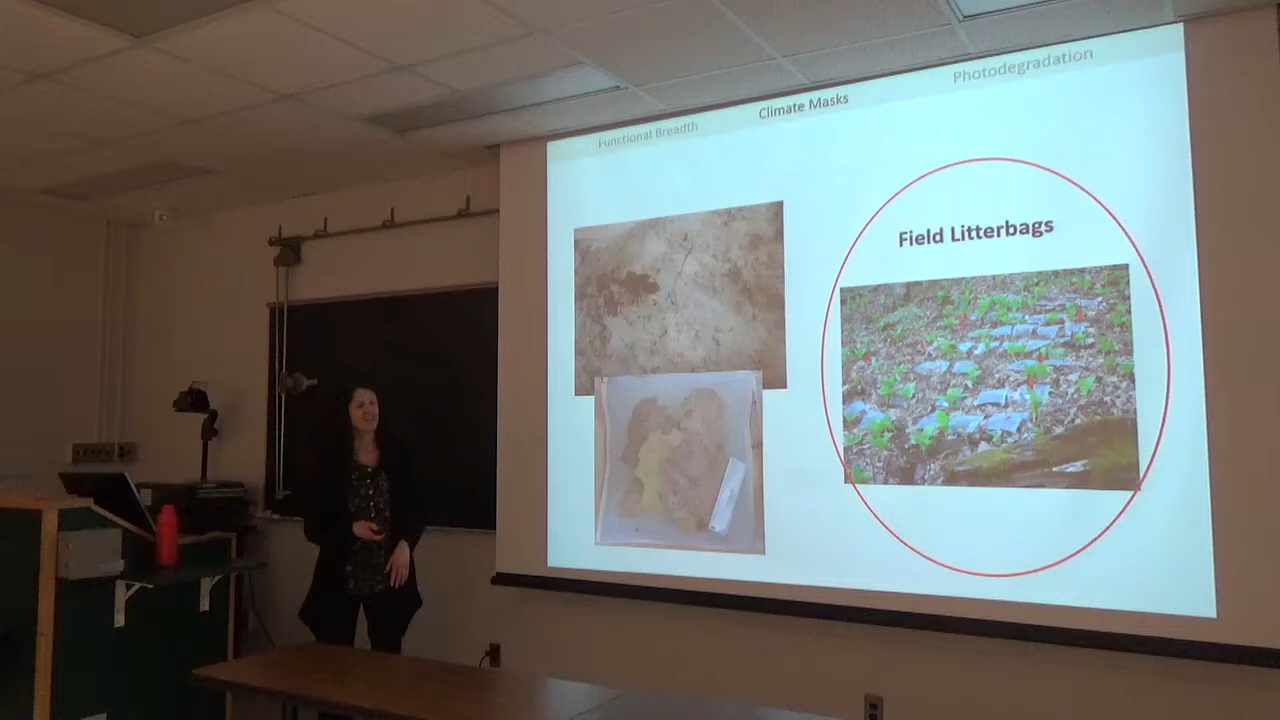 Functional Breadth
Climate Masks
Photodegradation
Field Litterbags